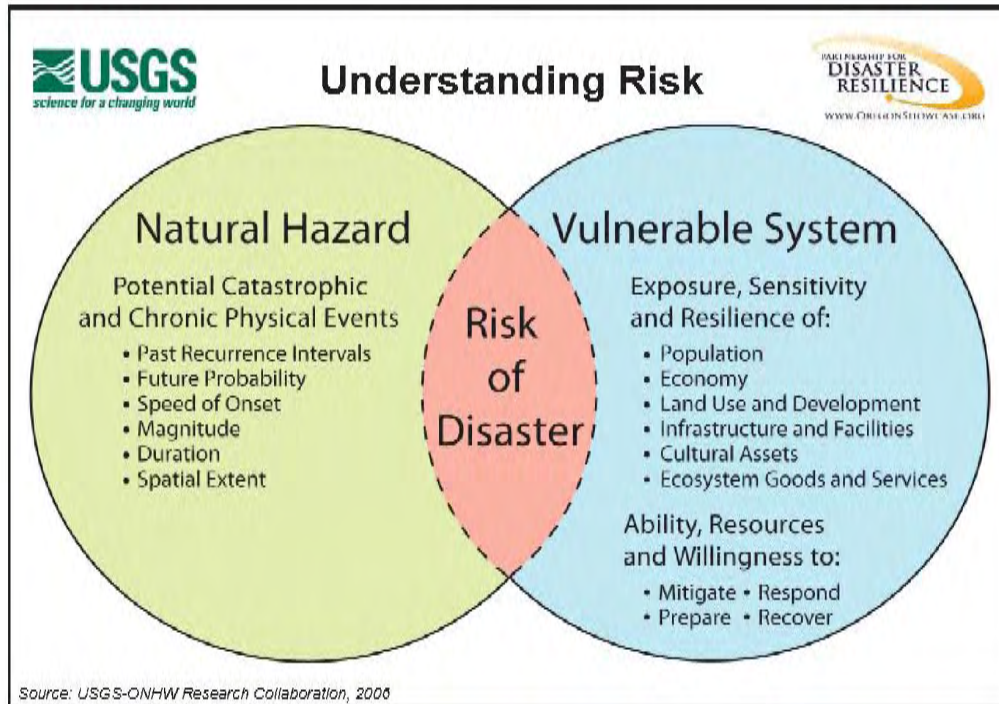 USGS
science for a changing world
Understanding Risk
PARTNERSHIP FOR
DISASTER
RESILIENCE
WWW.OREGONSHOWCASE.ORG
Natural Hazard
Potential Catastrophic
and Chronic Physical Events
• Past Recurrence Intervals
• Future Probability
• Speed of Onset
• Magnitude
• Duration
• Spatial Extent
Risk
of
Disaster
Vulnerable System
Exposure, Sensitivity
and Resilience of:
• Population
• Economy
• Land Use and Development
• Infrastructure and Facilities
• Cultural Assets
• Ecosystem Goods and Services
Ability, Resources
and Willingness to:
• Mitigate • Respond
• Prepare • Recover
Source: USGS-ONHW Research Collaboration, 2006